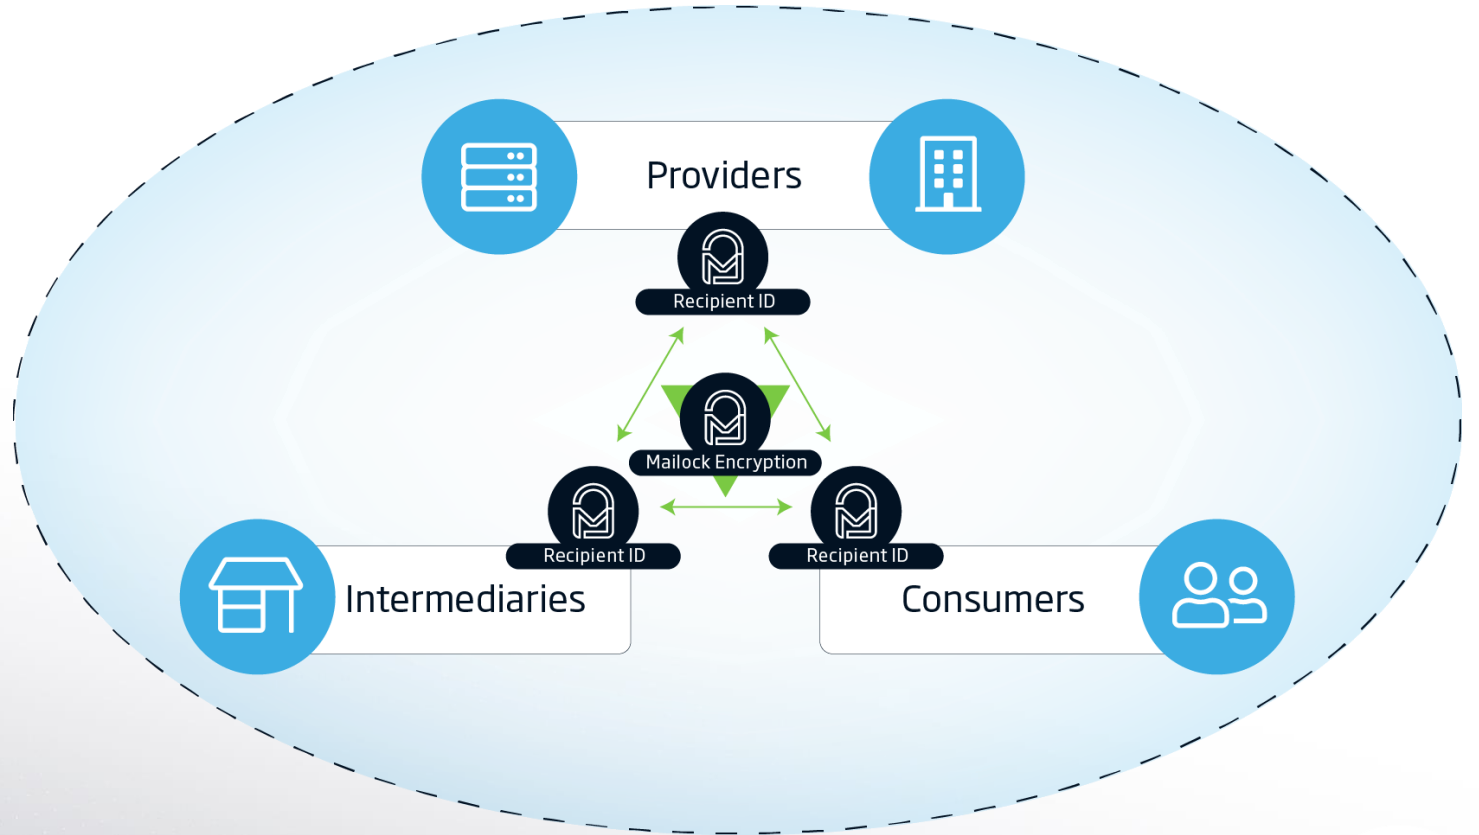 Providers
Recipient ID
Mailock Encryption
Recipient ID
Recipient ID
Intermediaries
Consumers